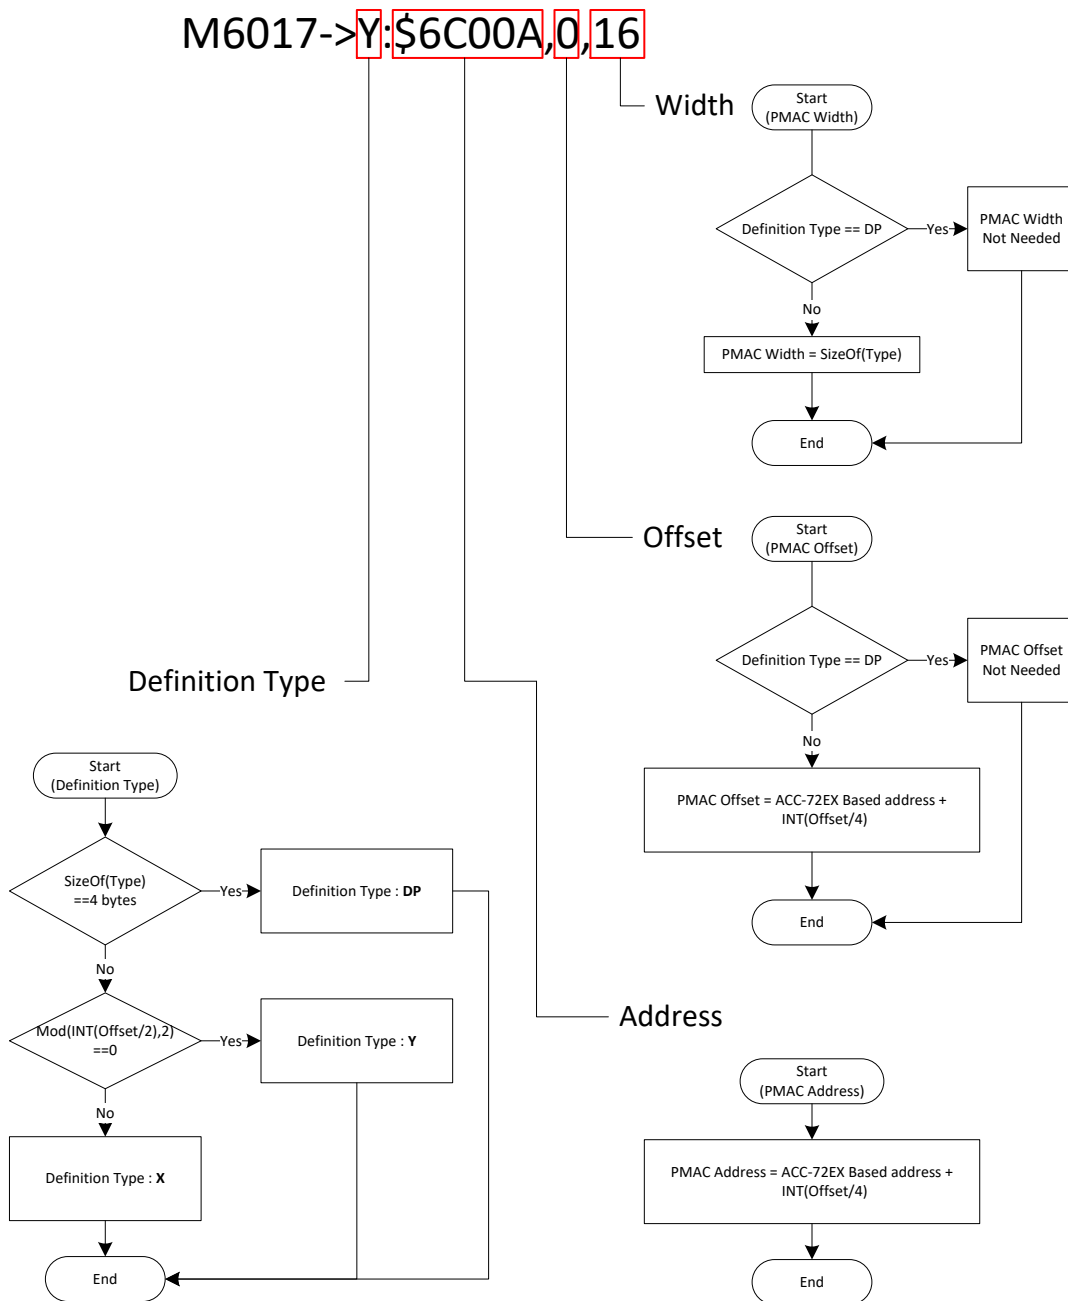 M6017->Y:$6C00A,0,16
Width
Start
(PMAC Width)
Definition Type == DP
Yes
PMAC Width
Not Needed
No
PMAC Width = SizeOf(Type)
End
Offset
Start
(PMAC Offset)
Definition Type == DP
Yes
PMAC Offset
Not Needed
No
PMAC Offset = ACC-72EX Based address +
INT(Offset/4)
End
Definition Type
Start
(Definition Type)
SizeOf(Type)
==4 bytes
Yes
Definition Type : DP
No
Mod(INT(Offset/2),2)
==0
Yes
Definition Type : Y
No
Definition Type : X
End
Address
Start
(PMAC Address)
PMAC Address = ACC-72EX Based address +
INT(Offset/4)
End